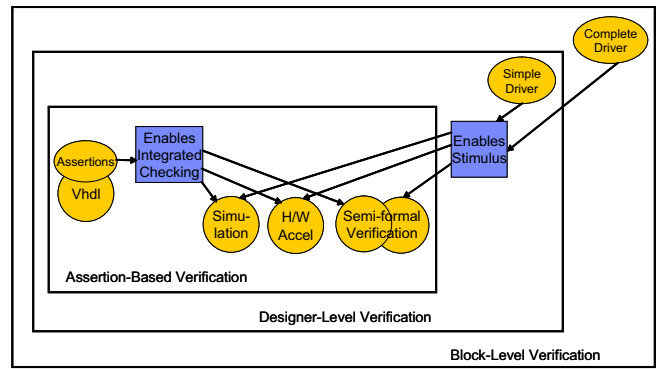 Complete
Driver
Simple
Driver
Enables
Integrated
Checking
Enables
Stimulus
Assertions
Vhdl
Simu-
lation
H/W
Accel
Semi-formal
Verification
Assertion-Based Verification
Designer-Level Verification
Block-Level Verification